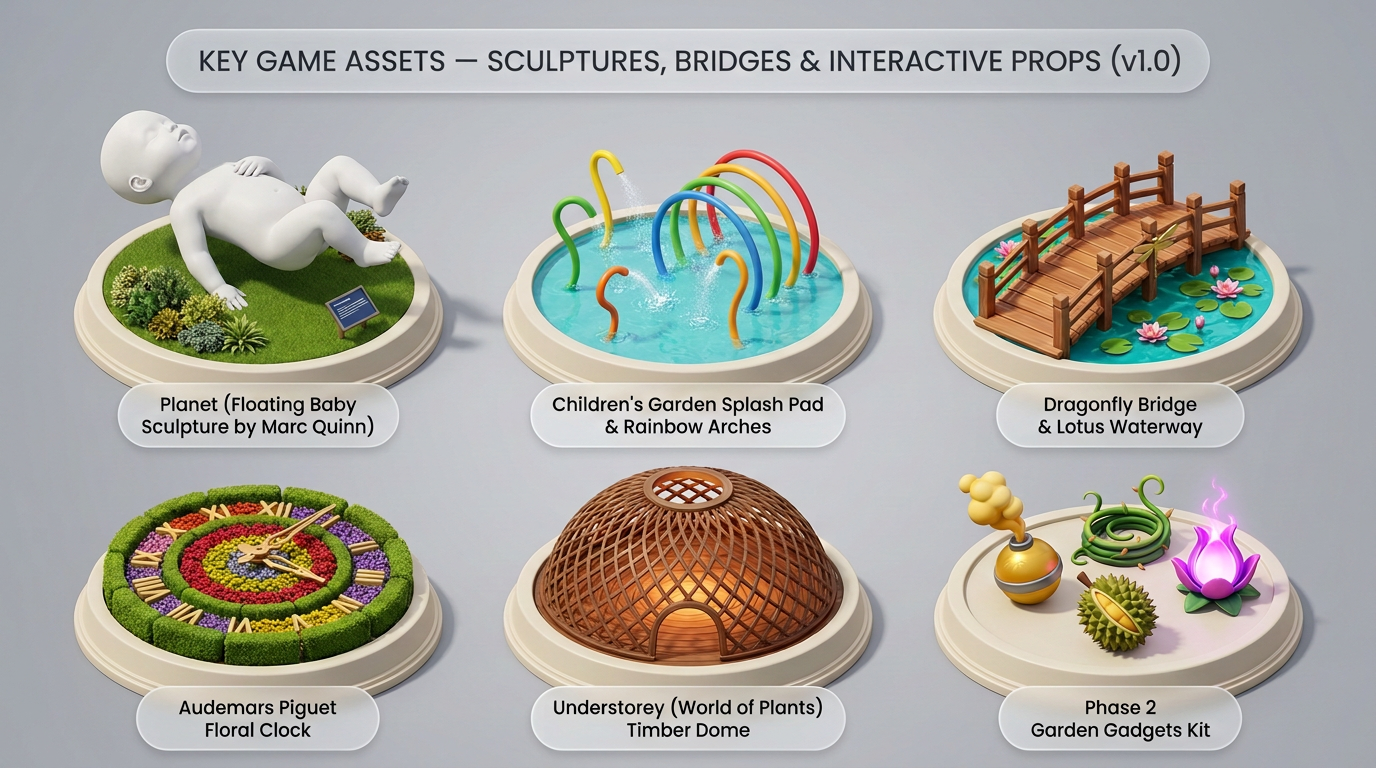 KEY GAME ASSETS — SCULPTURES, BRIDGES & INTERACTIVE PROPS (v1.0)
Planet (Floating Baby
Sculpture by Marc Quinn)
Children's Garden Splash Pad
& Rainbow Arches
Dragonfly Bridge
& Lotus Waterway
Audemars Piguet
Floral Clock
Understorey (World of Plants)
Timber Dome
Phase 2
Garden Gadgets Kit